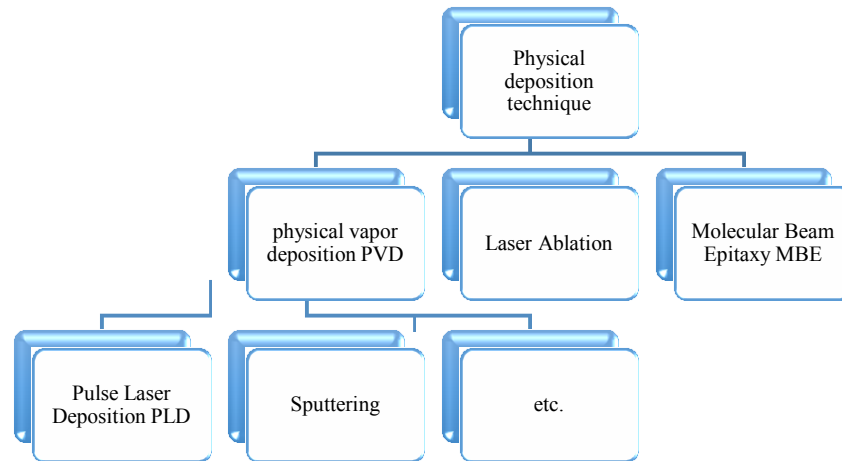 Physical
deposition
technique
physical vapor
deposition PVD
Laser Ablation
Molecular Beam
Epitaxy MBE
Pulse Laser
Deposition PLD
Sputtering
etc.